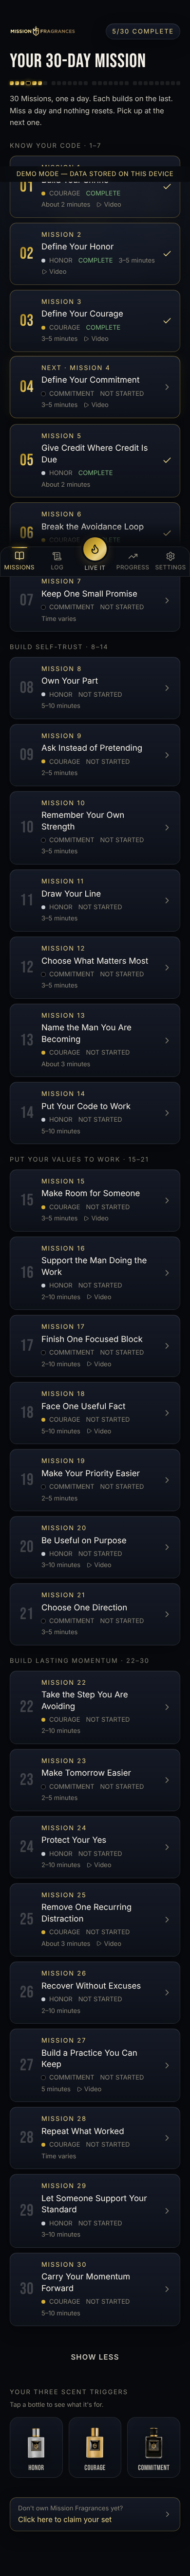 MISSION FRAGRANCES
5/30 COMPLETE
YOUR 30-DAY MISSION
30 Missions, one a day. Each builds on the last.
Miss a day and nothing resets. Pick up at the
next one.
KNOW YOUR CODE · 1–7
DEMO MODE — DATA STORED ON THIS DEVICE
01
COURAGE COMPLETE
About 2 minutes Video
MISSION 2
02
Define Your Honor
HONOR COMPLETE 3–5 minutes
Video
MISSION 3
03
Define Your Courage
COURAGE COMPLETE
3–5 minutes Video
NEXT · MISSION 4
04
Define Your Commitment
COMMITMENT NOT STARTED
3–5 minutes Video
MISSION 5
05
Give Credit Where Credit Is
Due
HONOR COMPLETE
About 2 minutes
MISSION 6
06
Break the Avoidance Loop
COURAGE COMPLETE
MISSIONS
LOG
LIVE IT
PROGRESS
SETTINGS
MISSION 7
07
Keep One Small Promise
COMMITMENT NOT STARTED
Time varies
BUILD SELF-TRUST · 8–14
MISSION 8
08
Own Your Part
HONOR NOT STARTED
5–10 minutes
MISSION 9
09
Ask Instead of Pretending
COURAGE NOT STARTED
2–5 minutes
MISSION 10
10
Remember Your Own
Strength
COMMITMENT NOT STARTED
3–5 minutes
MISSION 11
11
Draw Your Line
HONOR NOT STARTED
3–5 minutes
MISSION 12
12
Choose What Matters Most
COMMITMENT NOT STARTED
3–5 minutes
MISSION 13
13
Name the Man You Are
Becoming
COURAGE NOT STARTED
About 3 minutes
MISSION 14
14
Put Your Code to Work
HONOR NOT STARTED
5–10 minutes
PUT YOUR VALUES TO WORK · 15–21
MISSION 15
15
Make Room for Someone
COURAGE NOT STARTED
3–5 minutes Video
MISSION 16
16
Support the Man Doing the
Work
HONOR NOT STARTED
2–10 minutes Video
MISSION 17
17
Finish One Focused Block
COMMITMENT NOT STARTED
2–10 minutes Video
MISSION 18
18
Face One Useful Fact
COURAGE NOT STARTED
5–10 minutes Video
MISSION 19
19
Make Your Priority Easier
COMMITMENT NOT STARTED
2–5 minutes
MISSION 20
20
Be Useful on Purpose
HONOR NOT STARTED
3–10 minutes Video
MISSION 21
21
Choose One Direction
COMMITMENT NOT STARTED
3–5 minutes
BUILD LASTING MOMENTUM · 22–30
MISSION 22
22
Take the Step You Are
Avoiding
COURAGE NOT STARTED
2–10 minutes
MISSION 23
23
Make Tomorrow Easier
COMMITMENT NOT STARTED
2–5 minutes
MISSION 24
24
Protect Your Yes
HONOR NOT STARTED
2–10 minutes Video
MISSION 25
25
Remove One Recurring
Distraction
COURAGE NOT STARTED
About 3 minutes Video
MISSION 26
26
Recover Without Excuses
HONOR NOT STARTED
2–10 minutes
MISSION 27
27
Build a Practice You Can
Keep
COMMITMENT NOT STARTED
5 minutes Video
MISSION 28
28
Repeat What Worked
COURAGE NOT STARTED
Time varies
MISSION 29
29
Let Someone Support Your
Standard
HONOR NOT STARTED
3–10 minutes
MISSION 30
30
Carry Your Momentum
Forward
COURAGE NOT STARTED
5–10 minutes
SHOW LESS
YOUR THREE SCENT TRIGGERS
Tap a bottle to see what it's for.
HONOR
COURAGE
COMMITMENT
Don't own Mission Fragrances yet?
Click here to claim your set